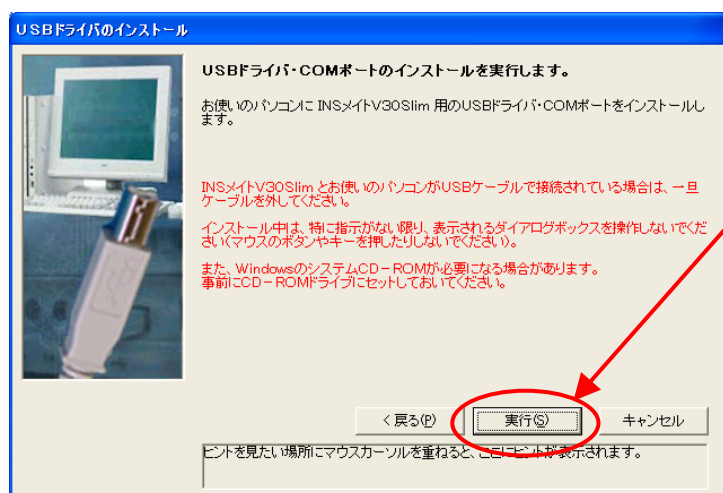 USBドライバのインストール
USBドライバ・COMポートのインストールを実行します。
お使いのパソコンに INSメイトV30Slim 用のUSBドライバ・COMポートをインストールし
ます。
INSメイトV30Slim とお使いのパソコンがUSBケーブルで接続されている場合は、一旦
ケーブルを外してください。
インストール中は、特に指示がない限り、表示されるダイアログボックスを操作しないでくだ
さい(マウスのボタンやキーを押したりしないでください)。
また、WindowsのシステムCD-ROMが必要になる場合があります。
事前にCD-ROMドライブにセットしておいてください。
< 戻る(P) 実行(S) キャンセル
ヒントを見たい場所にマウスカーソルを重ねると、ここにヒントが表示されます。